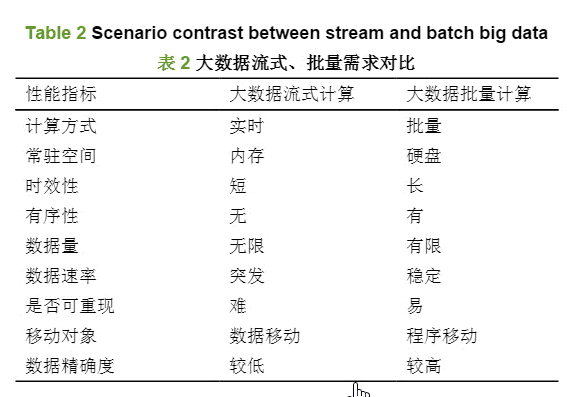 Table 2 Scenario contrast between stream and batch big data
表 2 大数据流式、批量需求对比
性能指标 大数据流式计算 大数据批量计算
计算方式 实时 批量
常驻空间 内存 硬盘
时效性 短 长
有序性 无 有
数据量 无限 有限
数据速率 突发 稳定
是否可重现 难 易
移动对象 数据移动 程序移动
数据精确度 较低 较高